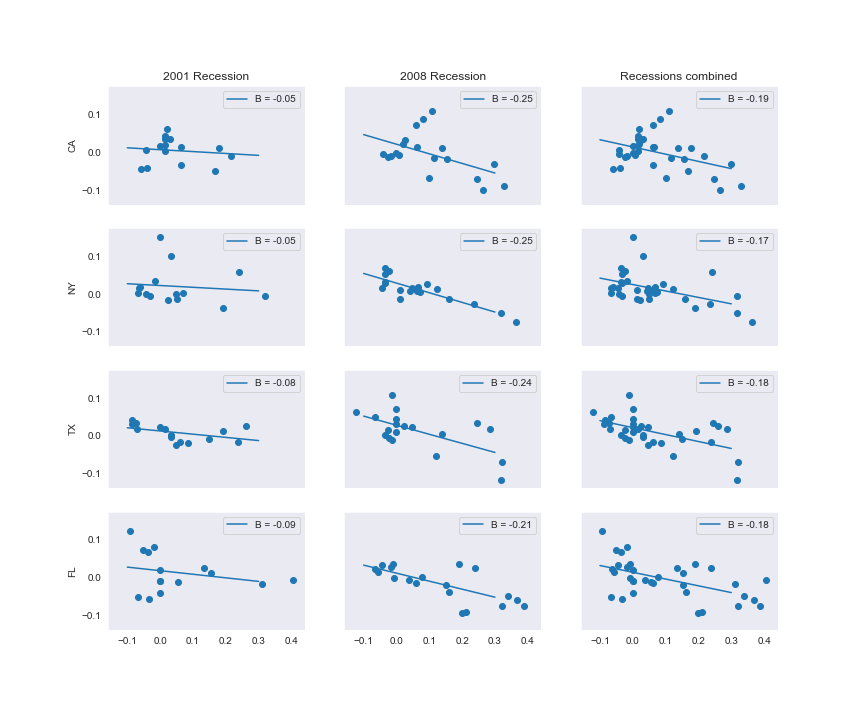 2001 Recession 2008 Recession Recessions combined
CA 0.1 0.0 −0.1 B = -0.05 B = -0.25 B = -0.19
NY 0.1 0.0 −0.1 B = -0.05 B = -0.25 B = -0.17
TX 0.1 0.0 −0.1 B = -0.08 B = -0.24 B = -0.18
FL 0.1 0.0 −0.1 B = -0.09 B = -0.21 B = -0.18
−0.1 0.0 0.1 0.2 0.3 0.4 −0.1 0.0 0.1 0.2 0.3 0.4 −0.1 0.0 0.1 0.2 0.3 0.4